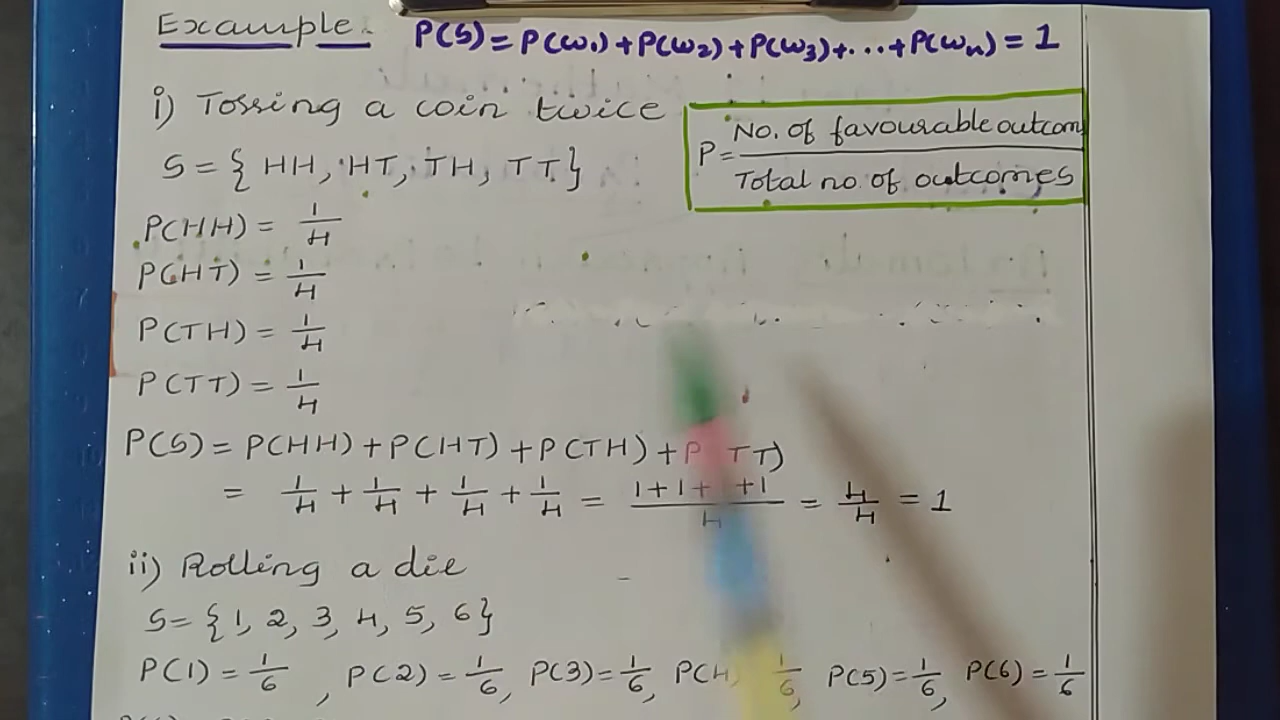 Example. P(S) = P(ω₁) + P(ω₂) + P(ω₃) + ... + P(ωₙ) = 1
i) Tossing a coin twice
P = No. of favourable outcom / Total no. of outcomes
S = { HH, HT, TH, TT }
P(HH) = 1/4
P(HT) = 1/4
P(TH) = 1/4
P(TT) = 1/4
P(S) = P(HH) + P(HT) + P(TH) + P TT)
= 1/4 + 1/4 + 1/4 + 1/4 = 1+1+ +1 / 4 = 4/4 = 1
ii) Rolling a die
S = {1, 2, 3, 4, 5, 6}
P(1) = 1/6, P(2) = 1/6, P(3) = 1/6, P(4 1/6, P(5) = 1/6, P(6) = 1/6